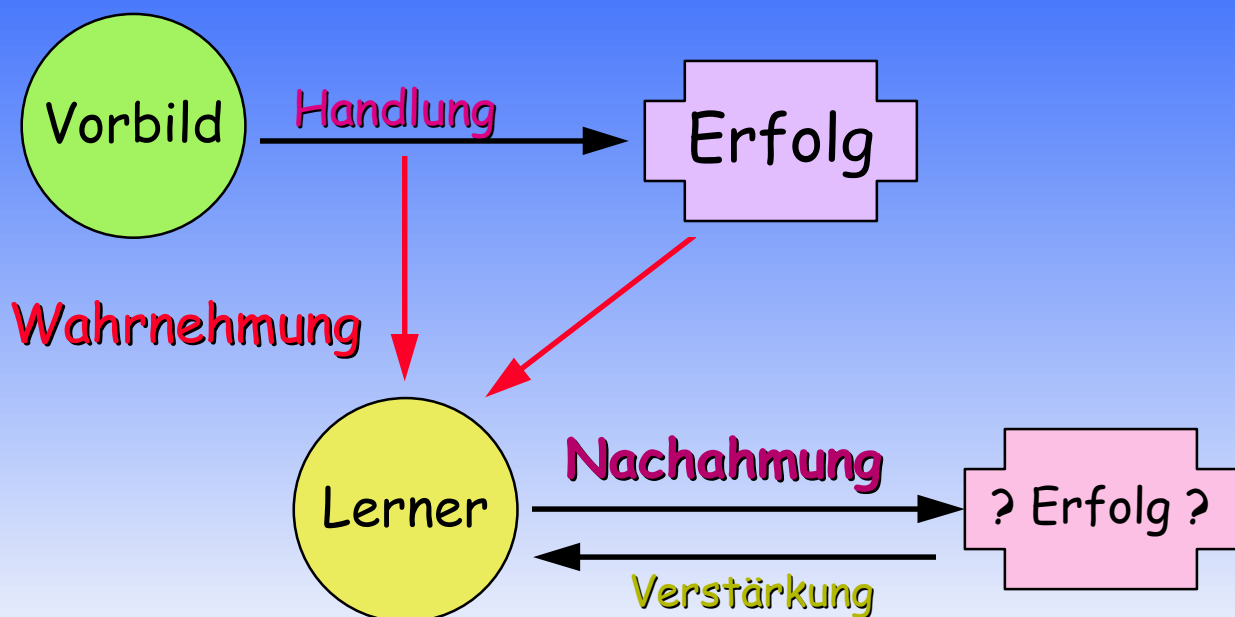 Vorbild
Handlung
Erfolg
Wahrnehmung
Lerner
Nachahmung
? Erfolg ?
Verstärkung